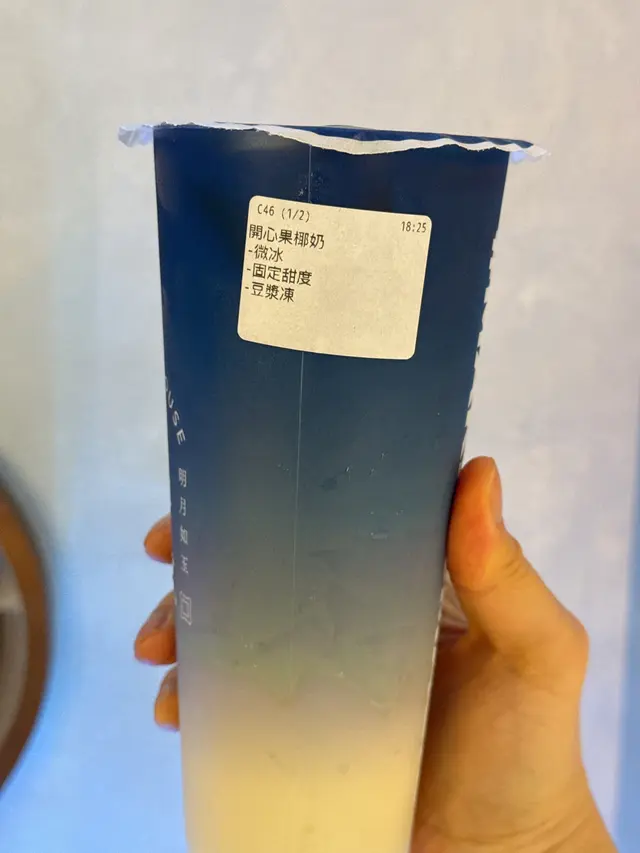 C46 (1/2)
18:25
開心果椰奶
-微冰
-固定甜度
-豆漿凍
USE
明月如